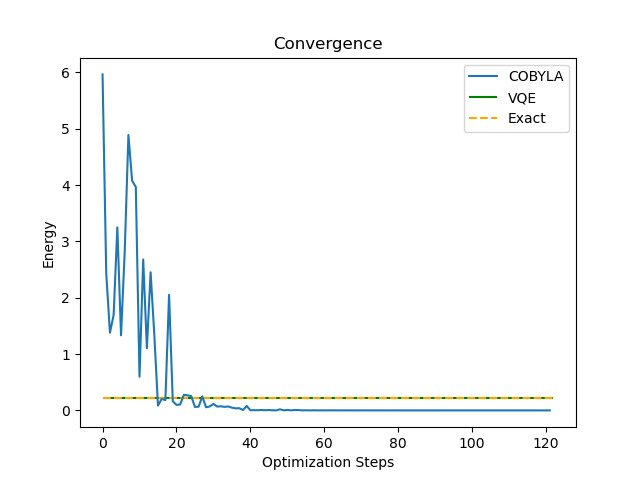 Convergence
COBYLA
VQE
Exact
Energy
6
5
4
3
2
1
0
0 20 40 60 80 100 120
Optimization Steps